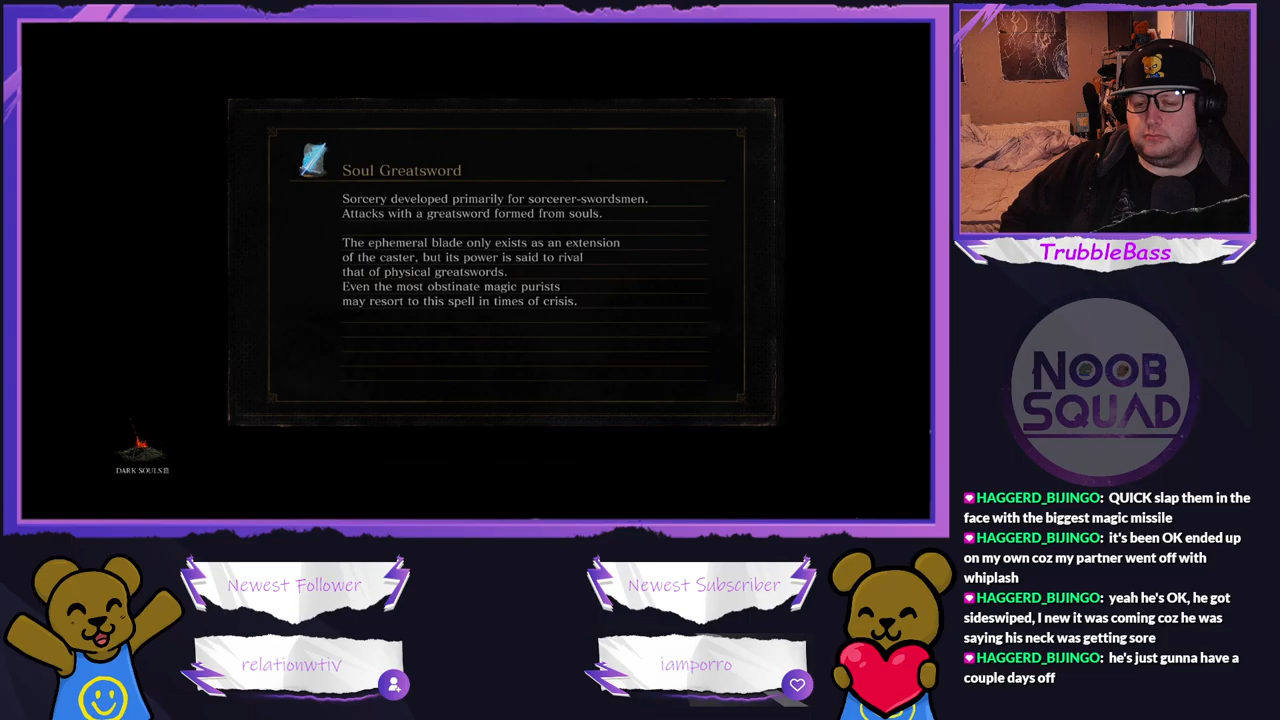 Soul Greatsword
Sorcery developed primarily for sorcerer-swordsmen.
Attacks with a greatsword formed from souls.
The ephemeral blade only exists as an extension
of the caster, but its power is said to rival
that of physical greatswords.
Even the most obstinate magic purists
may resort to this spell in times of crisis.
DARK SOULS III
TrubbleBass
NOOB
SQUAD
HAGGERD_BIJINGO: QUICK slap them in the
face with the biggest magic missile
HAGGERD_BIJINGO: it's been OK ended up
on my own coz my partner went off with
whiplash
HAGGERD_BIJINGO: yeah he's OK, he got
sideswiped, I new it was coming coz he was
saying his neck was getting sore
HAGGERD_BIJINGO: he's just gunna have a
couple days off
Newest Follower
relationwtiv
Newest Subscriber
iamporro